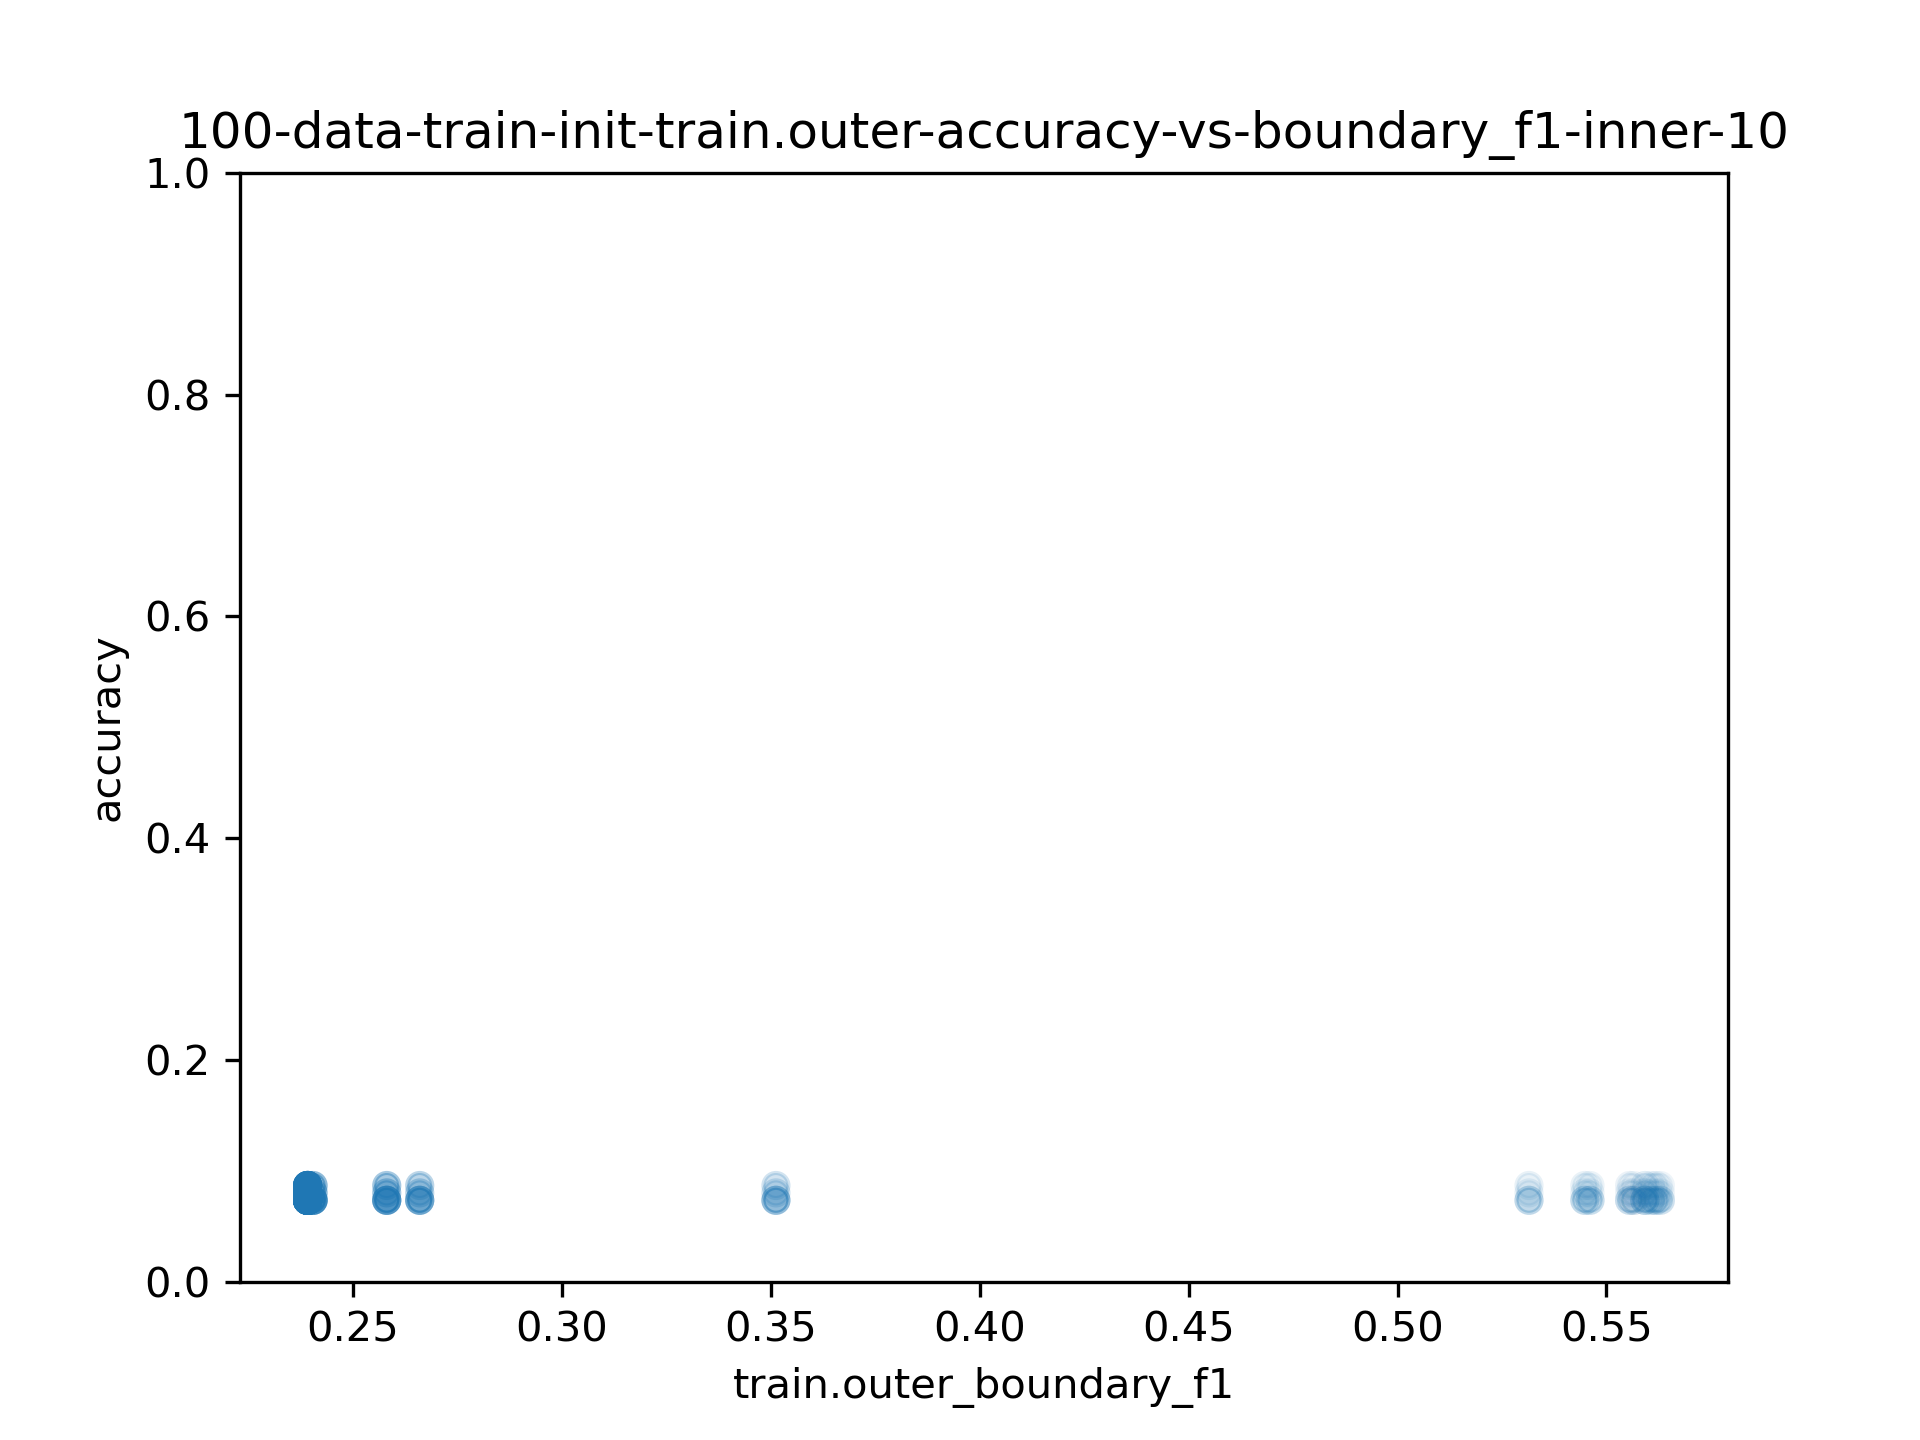 100-data-train-init-train.outer-accuracy-vs-boundary_f1-inner-10
1.0
0.8
0.6
0.4
0.2
0.0
accuracy
0.25 0.30 0.35 0.40 0.45 0.50 0.55
train.outer_boundary_f1